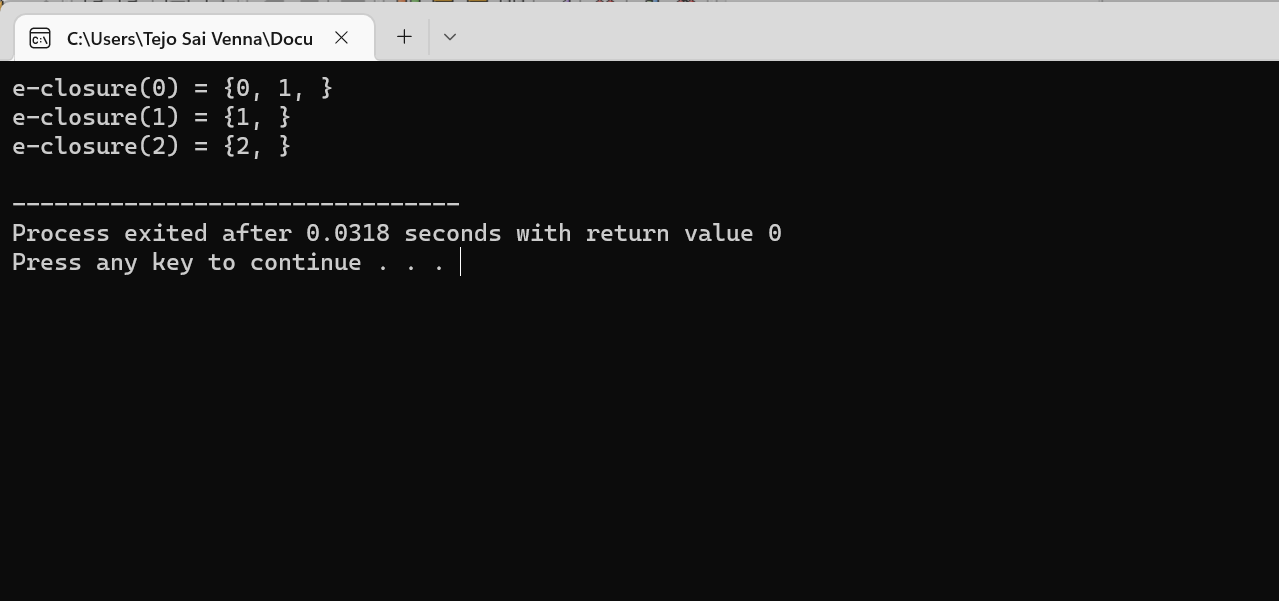 C:\Users\Tejo Sai Venna\Docu
e-closure(0) = {0, 1, }
e-closure(1) = {1, }
e-closure(2) = {2, }
--------------------------------
Process exited after 0.0318 seconds with return value 0
Press any key to continue . . .